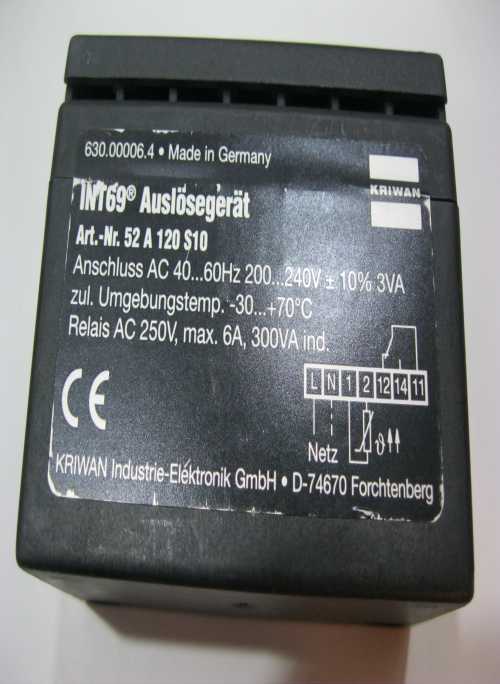 630.00006.4 • Made in Germany
KRIWAN
INT69® Auslösegerät
Art.-Nr. 52 A 120 S10
Anschluss AC 40...60Hz 200...240V ± 10% 3VA
zul. Umgebungstemp. -30...+70°C
Relais AC 250V, max. 6A, 300VA ind.
L N 1 2 12 14 11
CE
Netz ϑ
KRIWAN Industrie-Elektronik GmbH • D-74670 Forchtenberg